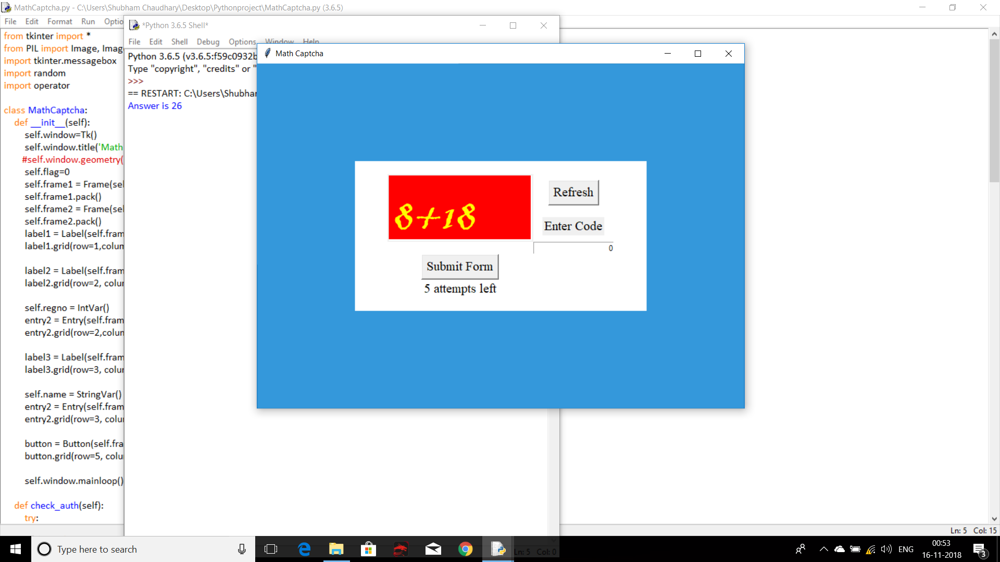 MathCaptcha.py - C:\Users\Shubham Chaudhary\Desktop\Pythonproject\MathCaptcha.py (3.6.5)
File Edit Format Run Optio
from tkinter import *
from PIL import Image, Imag
import tkinter.messagebox
import random
import operator
class MathCaptcha:
def __init__(self):
self.window=Tk()
self.window.title('Math
#self.window.geometry(
self.flag=0
self.frame1 = Frame(sel
self.frame1.pack()
self.frame2 = Frame(sel
self.frame2.pack()
label1 = Label(self.fram
label1.grid(row=1,colum
label2 = Label(self.fram
label2.grid(row=2, colu
self.regno = IntVar()
entry2 = Entry(self.fram
entry2.grid(row=2,colum
label3 = Label(self.fram
label3.grid(row=3, colu
self.name = StringVar()
entry2 = Entry(self.fram
entry2.grid(row=3, colu
button = Button(self.fra
button.grid(row=5, colu
self.window.mainloop()
def check_auth(self):
try:
*Python 3.6.5 Shell*
File Edit Shell Debug Options Window Help
Python 3.6.5 (v3.6.5:f59c0932b
Type "copyright", "credits" or "
>>>
== RESTART: C:\Users\Shubhar
Answer is 26
Math Captcha
8+18
Refresh
Enter Code
0
Submit Form
5 attempts left
Ln: 5 Col: 15
Type here to search
Ln: 5 Col: 0
ENG
00:53
16-11-2018
3